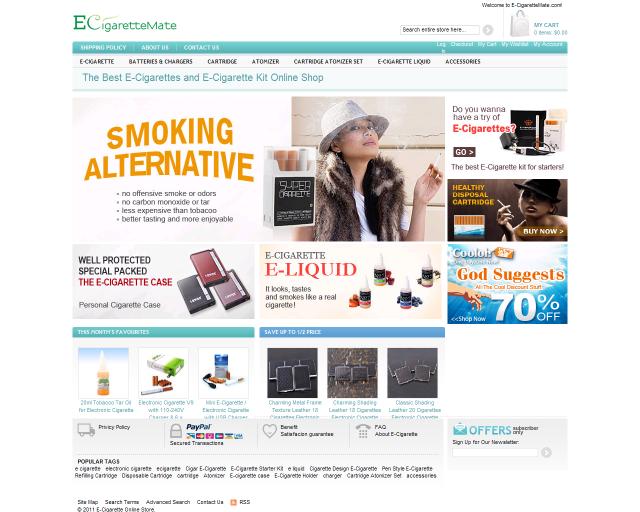 Welcome to E-CigaretteMate.com!
ECigaretteMate
Search entire store here...
MY CART
0 items: $0.00
SHIPPING POLICY ABOUT US CONTACT US
Log In Checkout My Cart My Wishlist My Account
E-CIGARETTE BATTERIES & CHARGERS CARTRIDGE ATOMIZER CARTRIDGE ATOMIZER SET E-CIGARETTE LIQUID ACCESSORIES
The Best E-Cigarettes and E-Cigarette Kit Online Shop
SMOKING
ALTERNATIVE
• no offensive smoke or odors
• no carbon monoxide or tar
• less expensive than tobacoo
• better tasting and more enjoyable
SUPER
CIGARETTE
Do you wanna
have a try of
E-Cigarettes?
GO >
The best E-Cigarette kit for starters!
HEALTHY
DISPOSAL
CARTRIDGE
BUY NOW >
WELL PROTECTED
SPECIAL PACKED
THE E-CIGARETTE CASE
Personal Cigarette Case
E-CIGARETTE
E-LIQUID
It looks, tastes
and smokes like a real
cigarette!
God Suggests
All The Cool Discount Stuff
70%
OFF
<<Shop Now
THIS MONTH'S FAVOURITES
SAVE UP TO 1/2 PRICE
20ml Tobacco Tar Oil
for Electronic Cigarette
Electronic Cigarette V9
with 110-240V
Mini E-Cigarette /
Electronic Cigarette
with USB Charger
Charming Metal Frame
Texture Leather 18
Charming Shading
Leather 18 Cigarettes
Classic Shading
Leather 20 Cigarettes
Privacy Policy
PayPal
Secured Transactions
Benefit
Satisfacion guarantee
FAQ
About E-Cigarette
OFFERS subscriber
only
Sign Up for Our Newsletter:
POPULAR TAGS
e cigarette electronic cigarette ecigarette Cigar E-Cigarette E-Cigarette Starter Kit e liquid Cigarette Design E-Cigarette Pen Style E-Cigarette
Refilling Cartridge Disposable Cartridge cartridge Atomizer E-cigarette case E-Cigarette Holder charger Cartridge Atomizer Set accessories
Site Map Search Terms Advanced Search Contact Us RSS
© 2011 E-Cigarette Online Store.